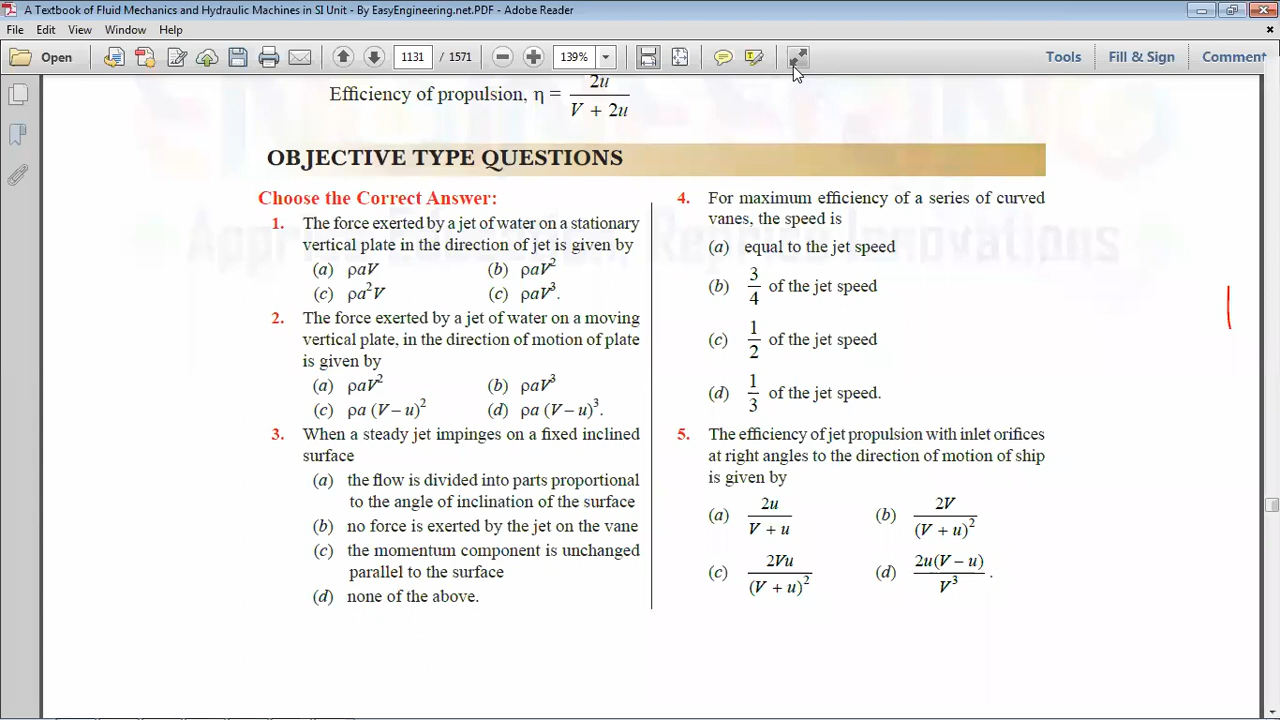 A Textbook of Fluid Mechanics and Hydraulic Machines in SI Unit - By EasyEngineering.net.PDF - Adobe Reader
File Edit View Window Help
Open 1131 / 1571 139% Tools Fill & Sign Comment
Efficiency of propulsion, η = 2u / V + 2u
OBJECTIVE TYPE QUESTIONS
Choose the Correct Answer:
1. The force exerted by a jet of water on a stationary
vertical plate in the direction of jet is given by
(a) ρaV (b) ρaV²
(c) ρa²V (c) ρaV³.
2. The force exerted by a jet of water on a moving
vertical plate, in the direction of motion of plate
is given by
(a) ρaV² (b) ρaV³
(c) ρa (V – u)² (d) ρa (V – u)³.
3. When a steady jet impinges on a fixed inclined
surface
(a) the flow is divided into parts proportional
to the angle of inclination of the surface
(b) no force is exerted by the jet on the vane
(c) the momentum component is unchanged
parallel to the surface
(d) none of the above.
4. For maximum efficiency of a series of curved
vanes, the speed is
(a) equal to the jet speed
(b) 3/4 of the jet speed
(c) 1/2 of the jet speed
(d) 1/3 of the jet speed.
5. The efficiency of jet propulsion with inlet orifices
at right angles to the direction of motion of ship
is given by
(a) 2u / V + u (b) 2V / (V + u)²
(c) 2Vu / (V + u)² (d) 2u(V – u) / V³ .